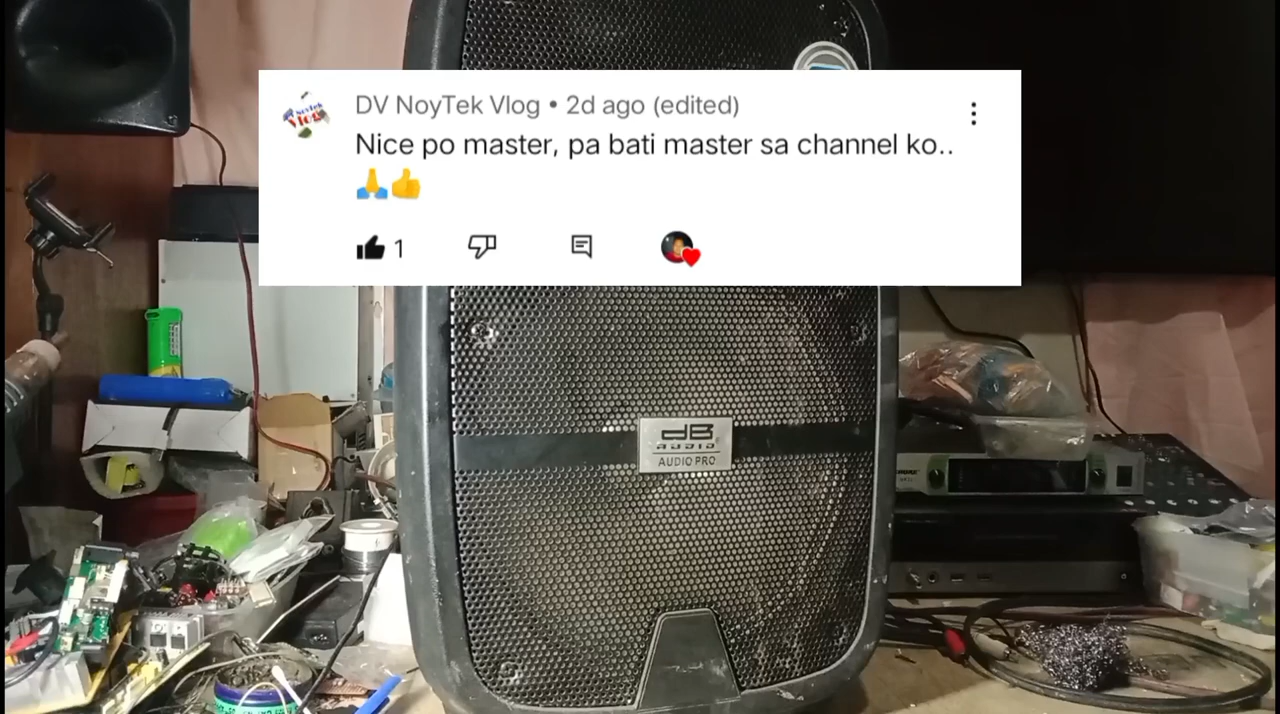 DV NoyTek Vlog • 2d ago (edited)
Nice po master, pa bati master sa channel ko..
🙏👍
1
dB
AUDIO
AUDIO PRO